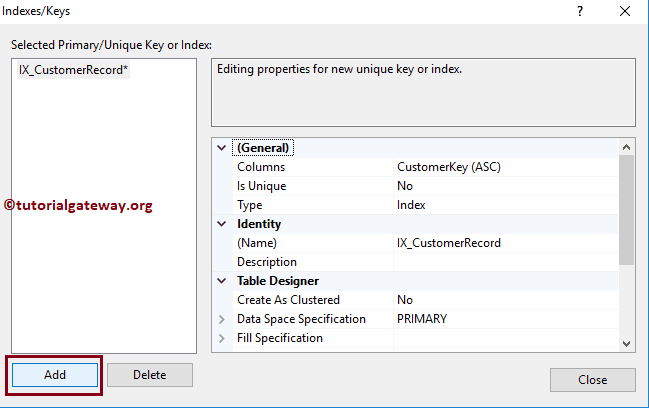 Indexes/Keys
? ×
Selected Primary/Unique Key or Index:
IX_CustomerRecord*
Editing properties for new unique key or index.
(General)
Columns CustomerKey (ASC)
Is Unique No
Type Index
©tutorialgateway.org
Identity
(Name) IX_CustomerRecord
Description
Table Designer
Create As Clustered No
Data Space Specification PRIMARY
Fill Specification
Add Delete
Close